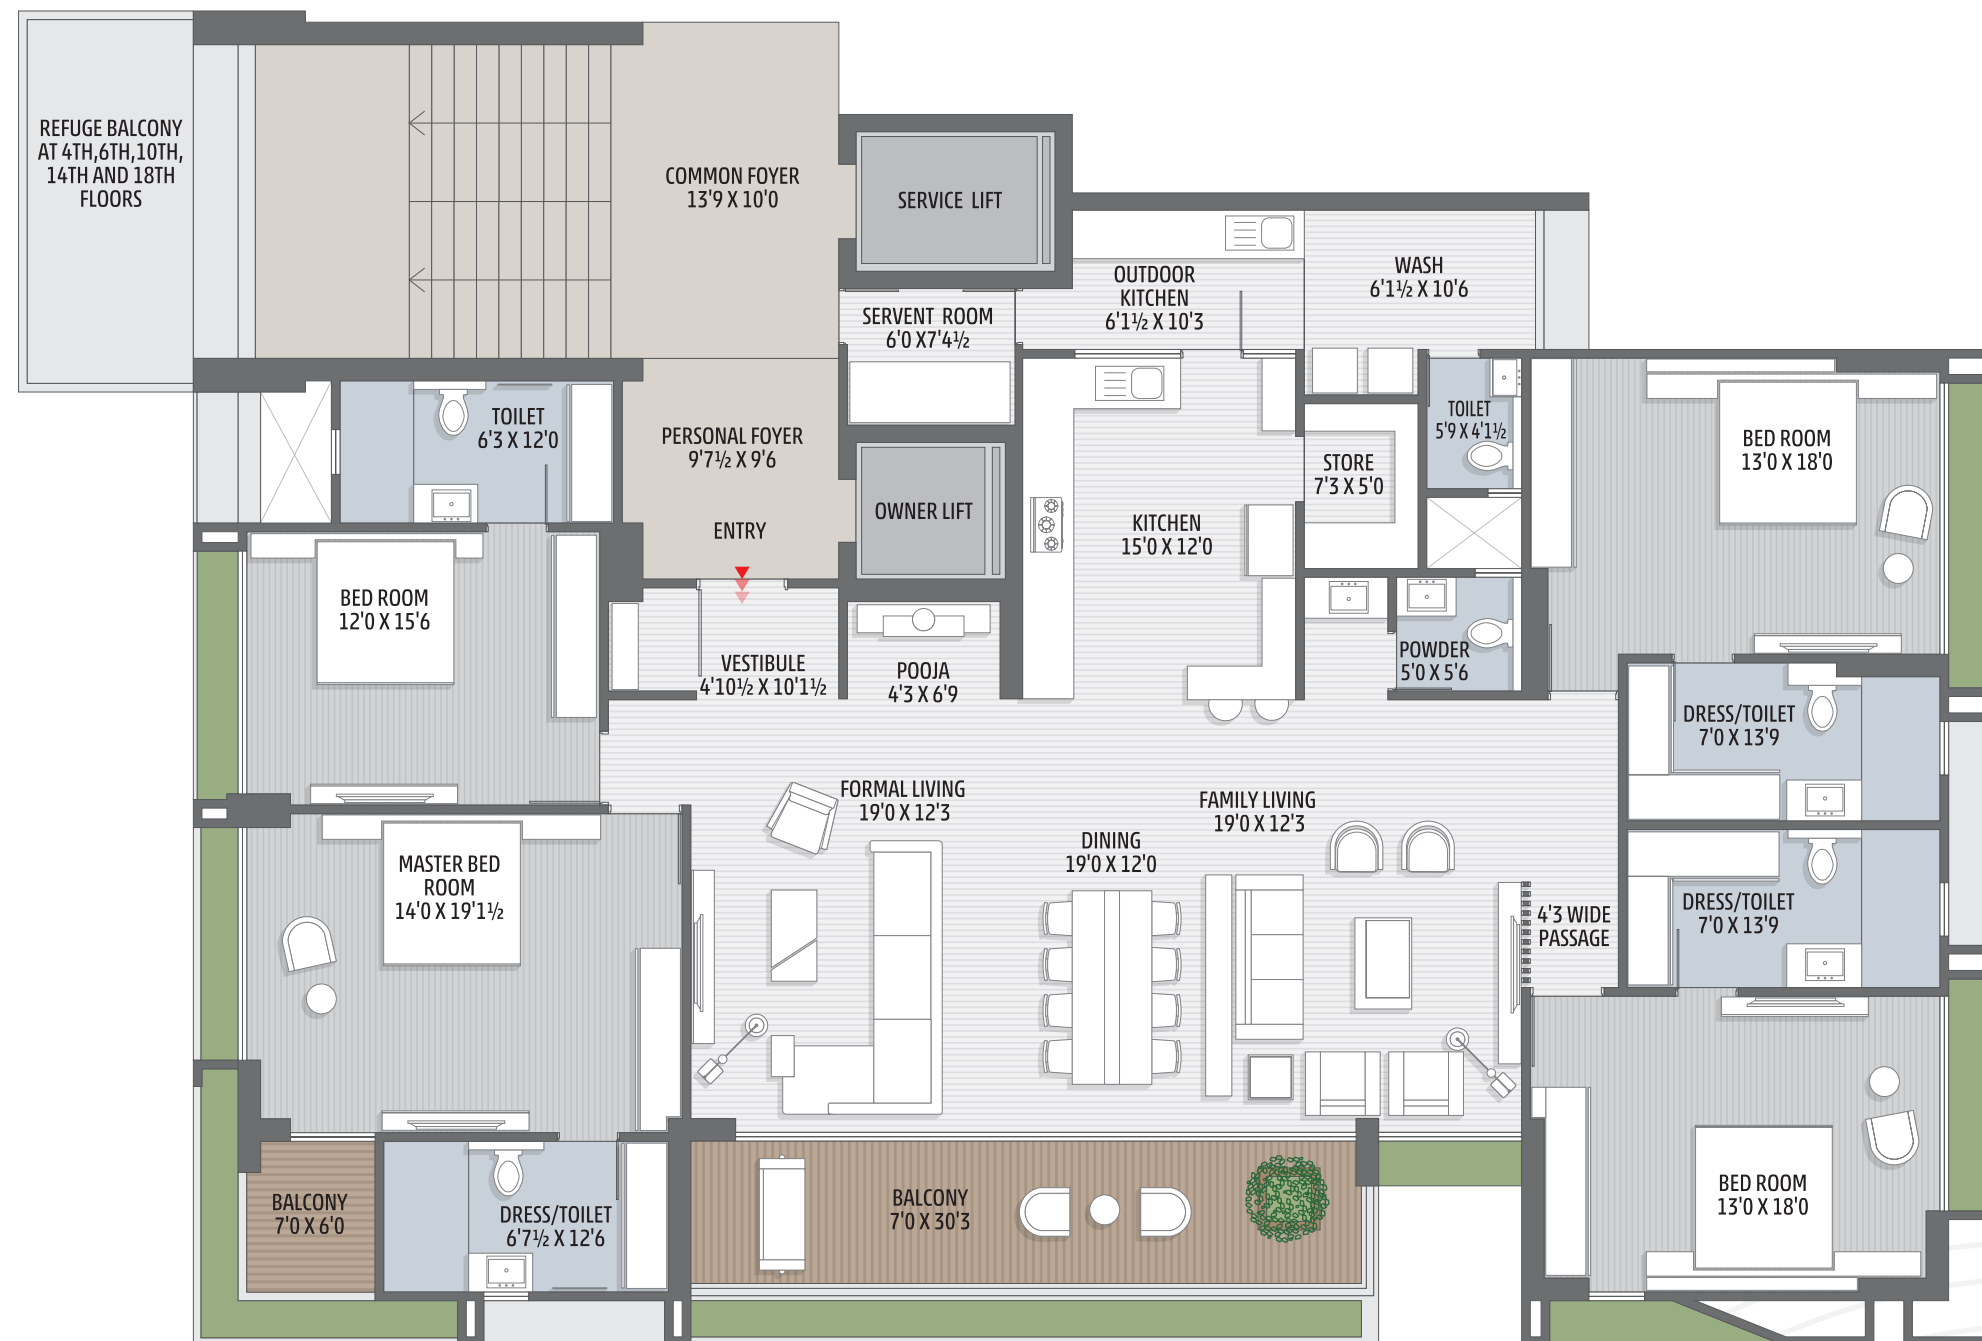 REFUGE BALCONY
AT 4TH,6TH,10TH,
14TH AND 18TH
FLOORS
COMMON FOYER
13'9 X 10'0
SERVICE LIFT
OUTDOOR
KITCHEN
6'1½ X 10'3
WASH
6'1½ X 10'6
SERVENT ROOM
6'0 X7'4½
TOILET
6'3 X 12'0
PERSONAL FOYER
9'7½ X 9'6
ENTRY
OWNER LIFT
KITCHEN
15'0 X 12'0
STORE
7'3 X 5'0
TOILET
5'9 X 4'1½
BED ROOM
13'0 X 18'0
BED ROOM
12'0 X 15'6
VESTIBULE
4'10½ X 10'1½
POOJA
4'3 X 6'9
POWDER
5'0 X 5'6
DRESS/TOILET
7'0 X 13'9
FORMAL LIVING
19'0 X 12'3
FAMILY LIVING
19'0 X 12'3
DINING
19'0 X 12'0
MASTER BED
ROOM
14'0 X 19'1½
4'3 WIDE
PASSAGE
DRESS/TOILET
7'0 X 13'9
BALCONY
7'0 X 6'0
DRESS/TOILET
6'7½ X 12'6
BALCONY
7'0 X 30'3
BED ROOM
13'0 X 18'0